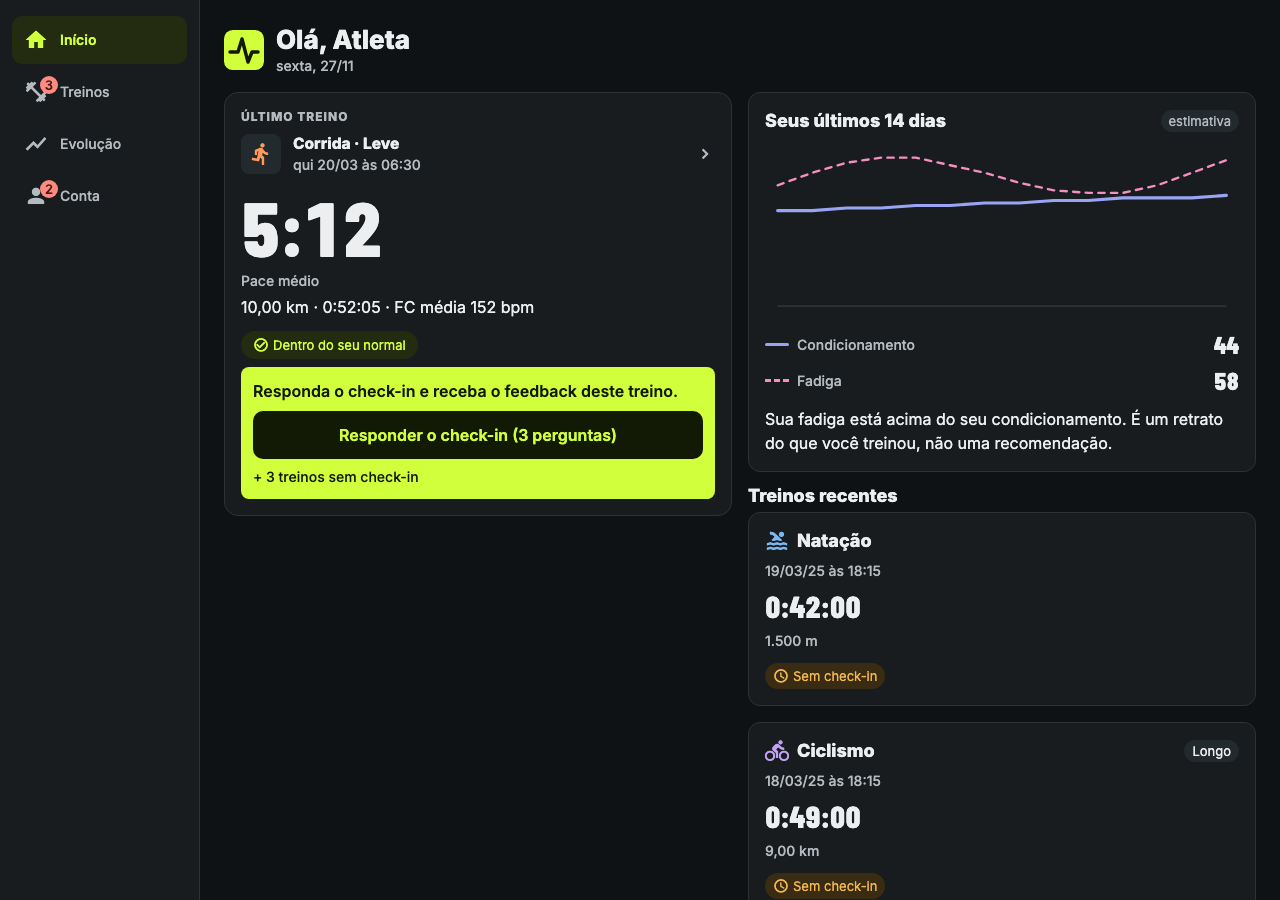 Início
3
Treinos
Evolução
2
Conta
Olá, Atleta
sexta, 27/11
ÚLTIMO TREINO
Corrida · Leve
qui 20/03 às 06:30
5:12
Pace médio
10,00 km · 0:52:05 · FC média 152 bpm
Dentro do seu normal
Responda o check-in e receba o feedback deste treino.
Responder o check-in (3 perguntas)
+ 3 treinos sem check-in
Seus últimos 14 dias
estimativa
Condicionamento
44
Fadiga
58
Sua fadiga está acima do seu condicionamento. É um retrato
do que você treinou, não uma recomendação.
Treinos recentes
Natação
19/03/25 às 18:15
0:42:00
1.500 m
Sem check-in
Ciclismo
Longo
18/03/25 às 18:15
0:49:00
9,00 km
Sem check-in